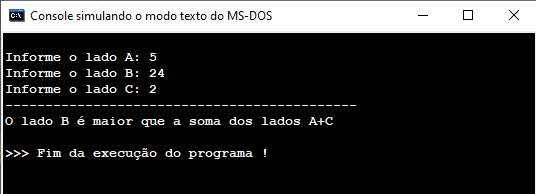 Console simulando o modo texto do MS-DOS
Informe o lado A: 5
Informe o lado B: 24
Informe o lado C: 2
--------------------------------------------
O lado B é maior que a soma dos lados A+C
>>> Fim da execução do programa !